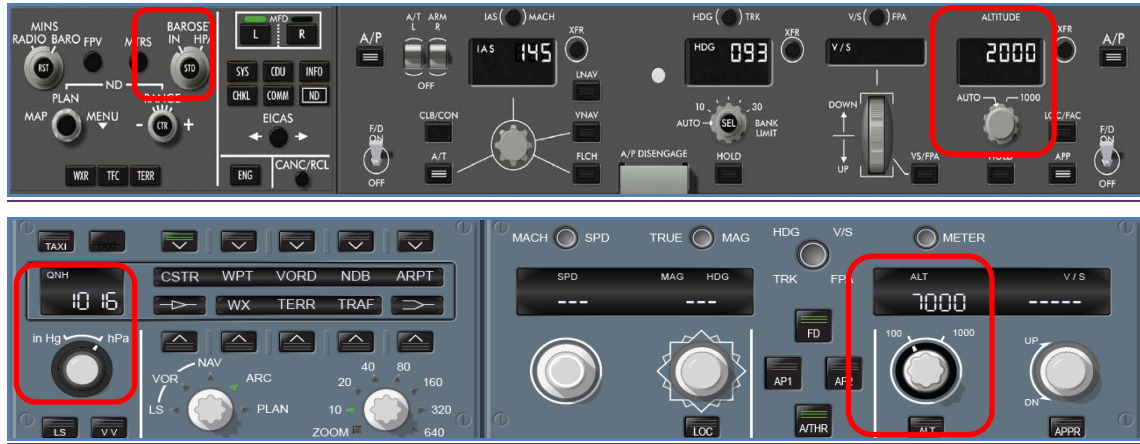 MINS
RADIO BARO
FPV
MTRS
BAROSET
IN HPA
RST
STD
ND
PLAN
MAP
MENU
RANGE
- CTR +
WXR
TFC
TERR
MFD
L
R
SYS
CDU
INFO
CHKL
COMM
ND
EICAS
ENG
CANC/RCL
A/P
F/D
ON
OFF
A/T ARM
L R
OFF
CLB/CON
A/T
IAS MACH
IAS 145
XFR
LNAV
VNAV
FLCH
A/P DISENGAGE
HDG TRK
HDG 093
XFR
10 30
AUTO SEL BANK
LIMIT
HOLD
V/S FPA
V/S
DOWN
UP
VS/FPA
ALTITUDE
2000
XFR
AUTO 1000
HOLD
LOC/FAC
APP
A/P
F/D
ON
OFF
TAXI
TAXI
QNH
1016
in Hg hPa
LS
VV
CSTR
WPT
VORD
NDB
ARPT
WX
TERR
TRAF
NAV
VOR
ARC
LS
PLAN
40 80
20 160
10 320
ZOOM 640
MACH SPD
TRUE MAG
HDG V/S
TRK FPA
METER
SPD
MAG HDG
---
---
ALT
V/S
7000
-----
FD
AP1
AP2
A/THR
LOC
100 1000
ALT
UP
DN
APPR